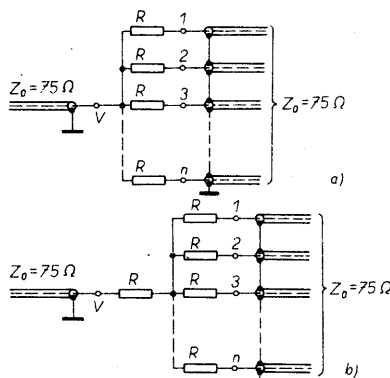 R 1
R 2
Z₀=75 Ω R 3 Z₀=75 Ω
V
R n
a)
R 1
R 2
Z₀=75 Ω R R 3 Z₀=75 Ω
V
R n
b)